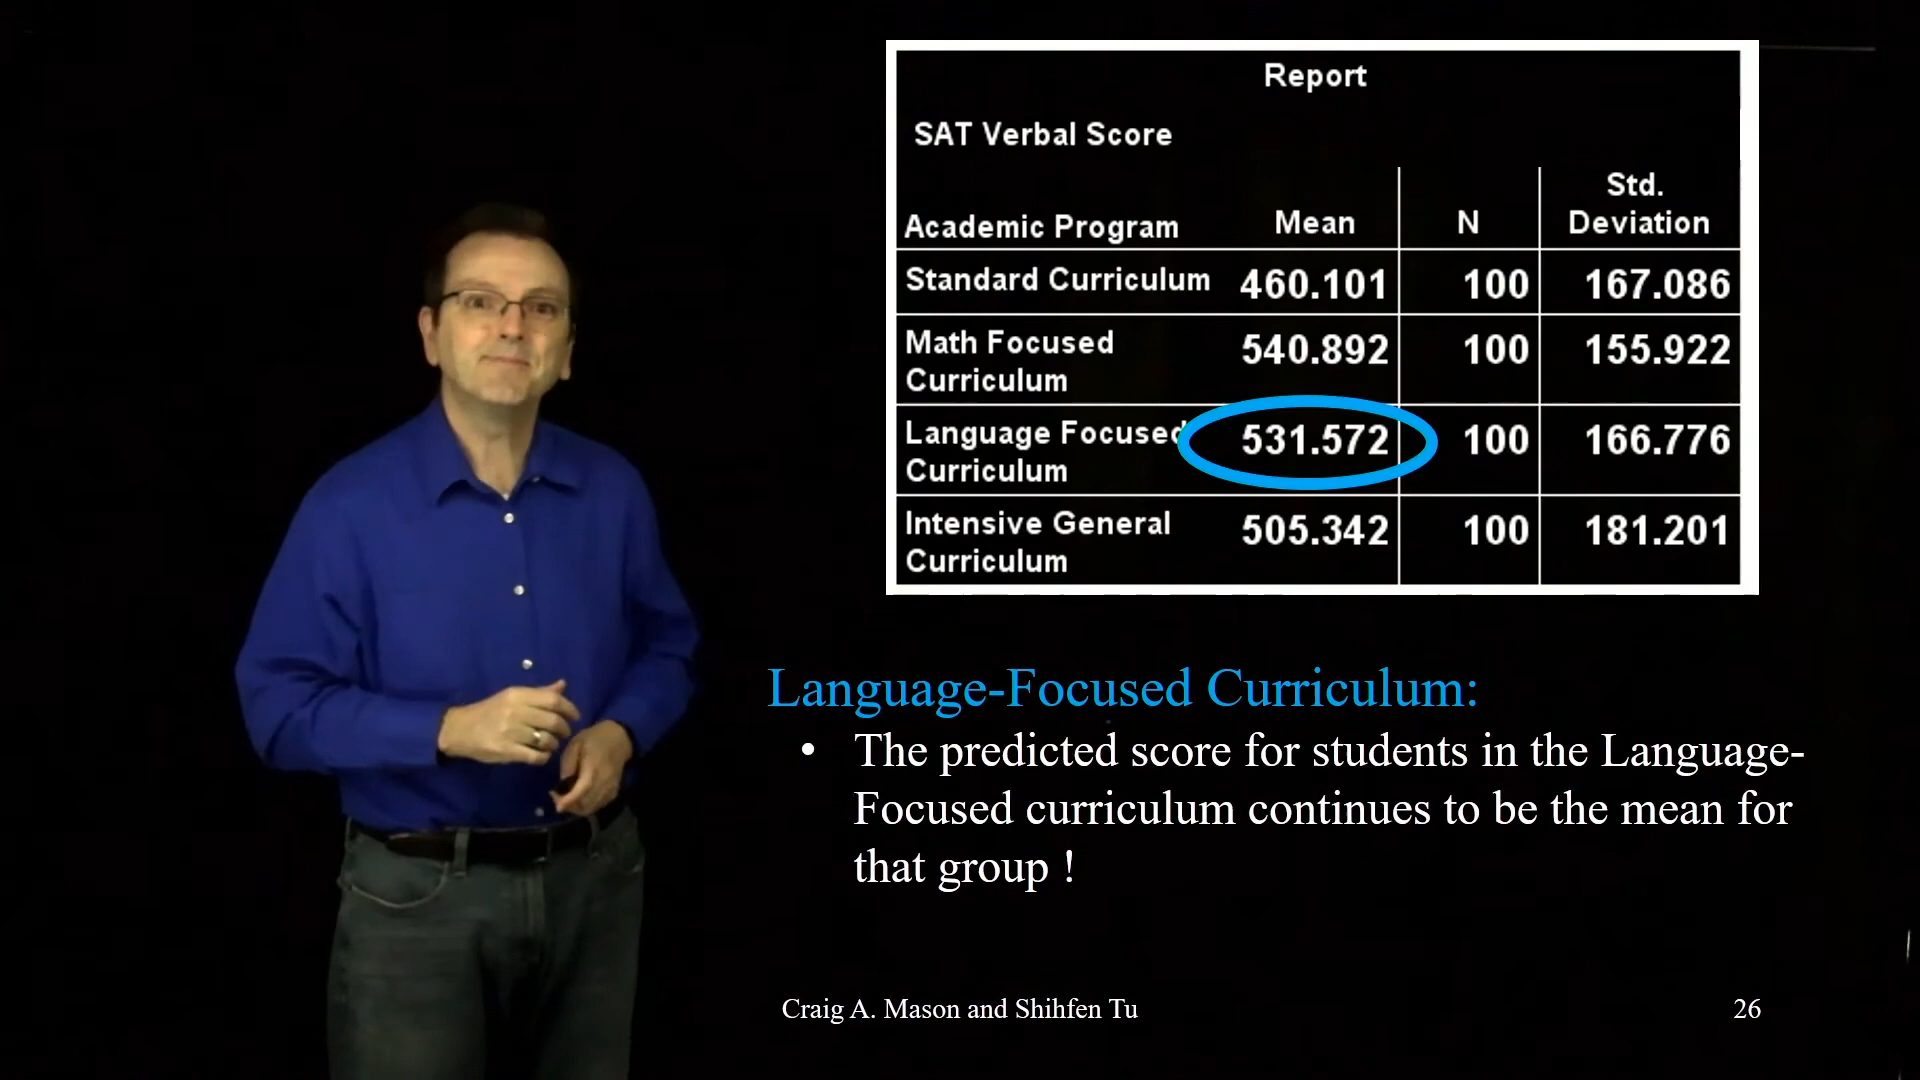 Report
SAT Verbal Score
Academic Program Mean N Std. Deviation
Standard Curriculum 460.101 100 167.086
Math Focused Curriculum 540.892 100 155.922
Language Focused Curriculum 531.572 100 166.776
Intensive General Curriculum 505.342 100 181.201
Language-Focused Curriculum:
• The predicted score for students in the Language-
Focused curriculum continues to be the mean for
that group !
Craig A. Mason and Shihfen Tu 26